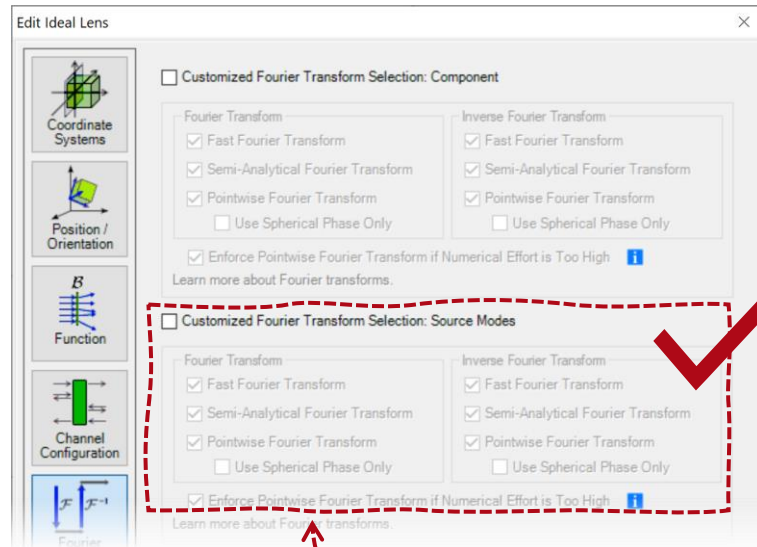 Edit Ideal Lens
Coordinate
Systems
Position /
Orientation
B
Function
Channel
Configuration
F F⁻¹
Fourier
Customized Fourier Transform Selection: Component
Fourier Transform
Fast Fourier Transform
Semi-Analytical Fourier Transform
Pointwise Fourier Transform
Use Spherical Phase Only
Inverse Fourier Transform
Fast Fourier Transform
Semi-Analytical Fourier Transform
Pointwise Fourier Transform
Use Spherical Phase Only
Enforce Pointwise Fourier Transform if Numerical Effort is Too High
Learn more about Fourier transforms.
Customized Fourier Transform Selection: Source Modes
Fourier Transform
Fast Fourier Transform
Semi-Analytical Fourier Transform
Pointwise Fourier Transform
Use Spherical Phase Only
Inverse Fourier Transform
Fast Fourier Transform
Semi-Analytical Fourier Transform
Pointwise Fourier Transform
Use Spherical Phase Only
Enforce Pointwise Fourier Transform if Numerical Effort is Too High
Learn more about Fourier transforms.